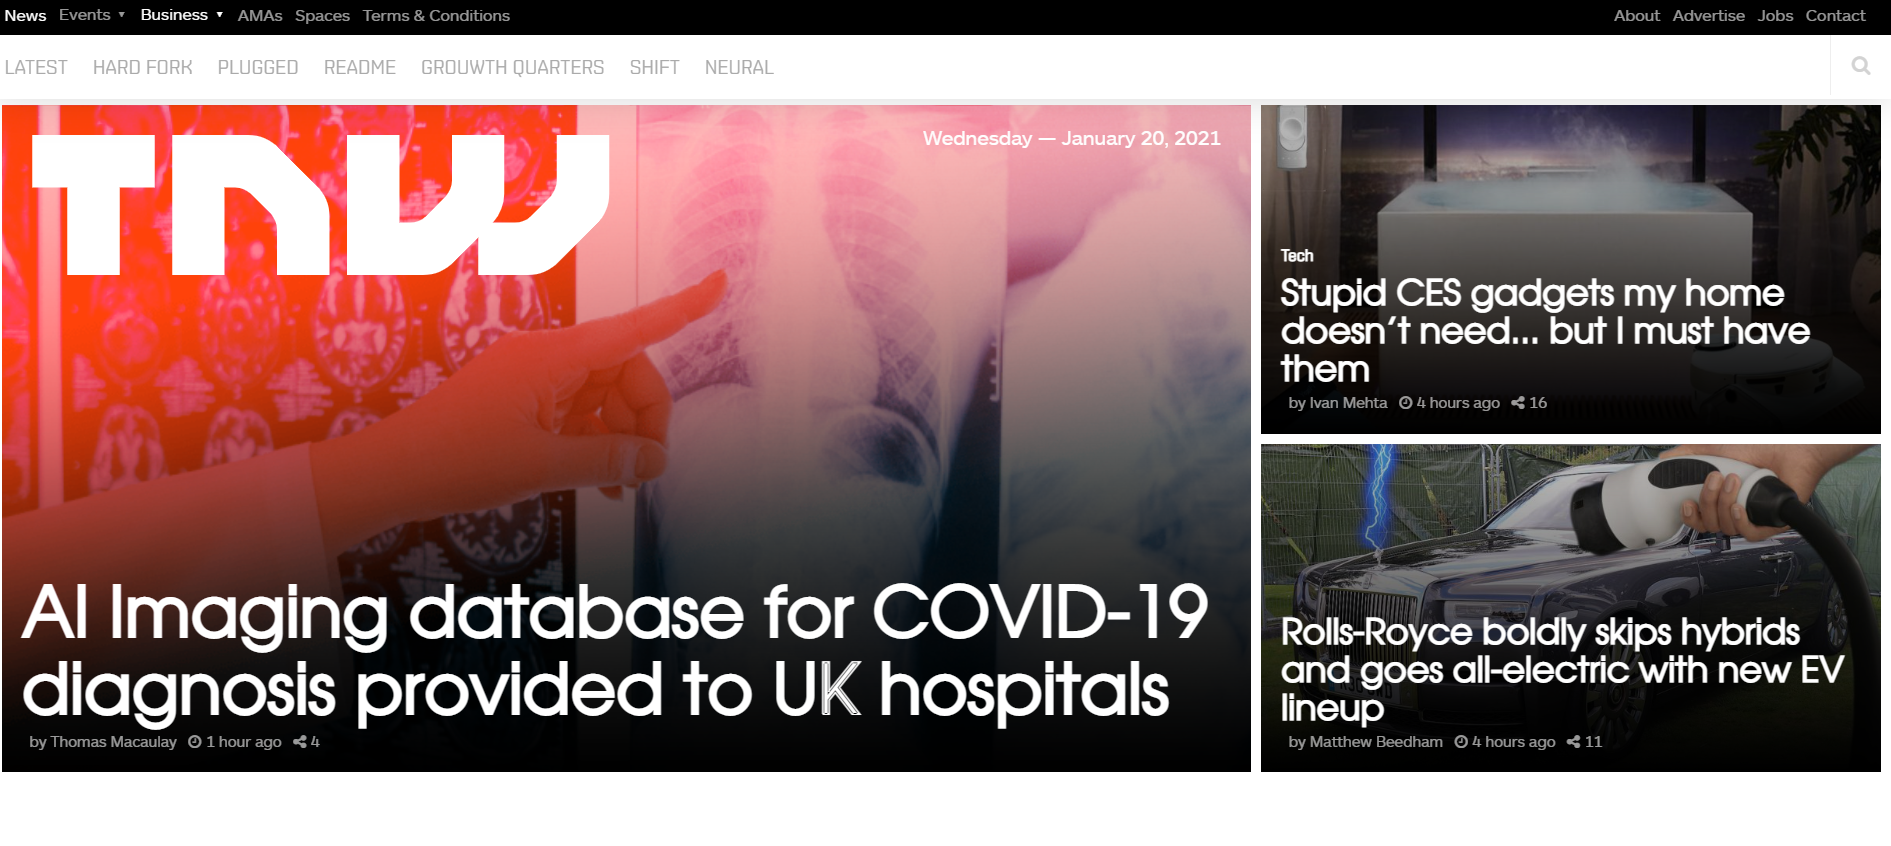 News Events Business AMAs Spaces Terms & Conditions About Advertise Jobs Contact
LATEST HARD FORK PLUGGED README GROUWTH QUARTERS SHIFT NEURAL
TNW
Wednesday — January 20, 2021
AI Imaging database for COVID-19
diagnosis provided to UK hospitals
by Thomas Macaulay 1 hour ago 4
Tech
Stupid CES gadgets my home
doesn’t need... but I must have
them
by Ivan Mehta 4 hours ago 16
Rolls-Royce boldly skips hybrids
and goes all-electric with new EV
lineup
by Matthew Beedham 4 hours ago 11